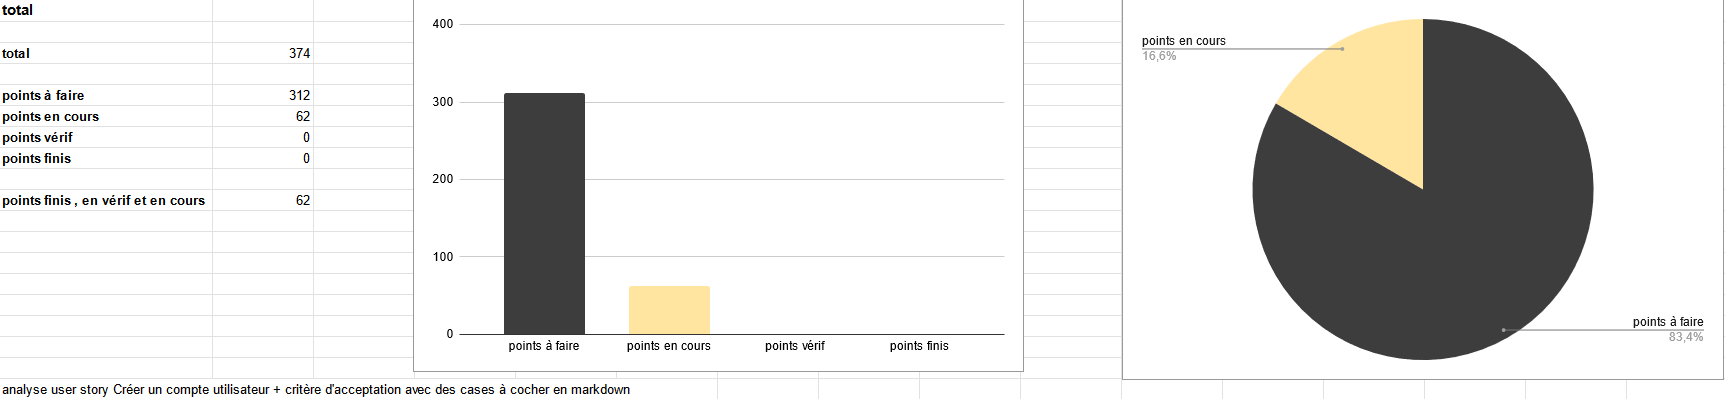 total
total 374
points à faire 312
points en cours 62
points vérif 0
points finis 0
points finis , en vérif et en cours 62
400
300
200
100
0
points à faire points en cours points vérif points finis
points en cours
16,6%
points à faire
83,4%
analyse user story Créer un compte utilisateur + critère d'acceptation avec des cases à cocher en markdown